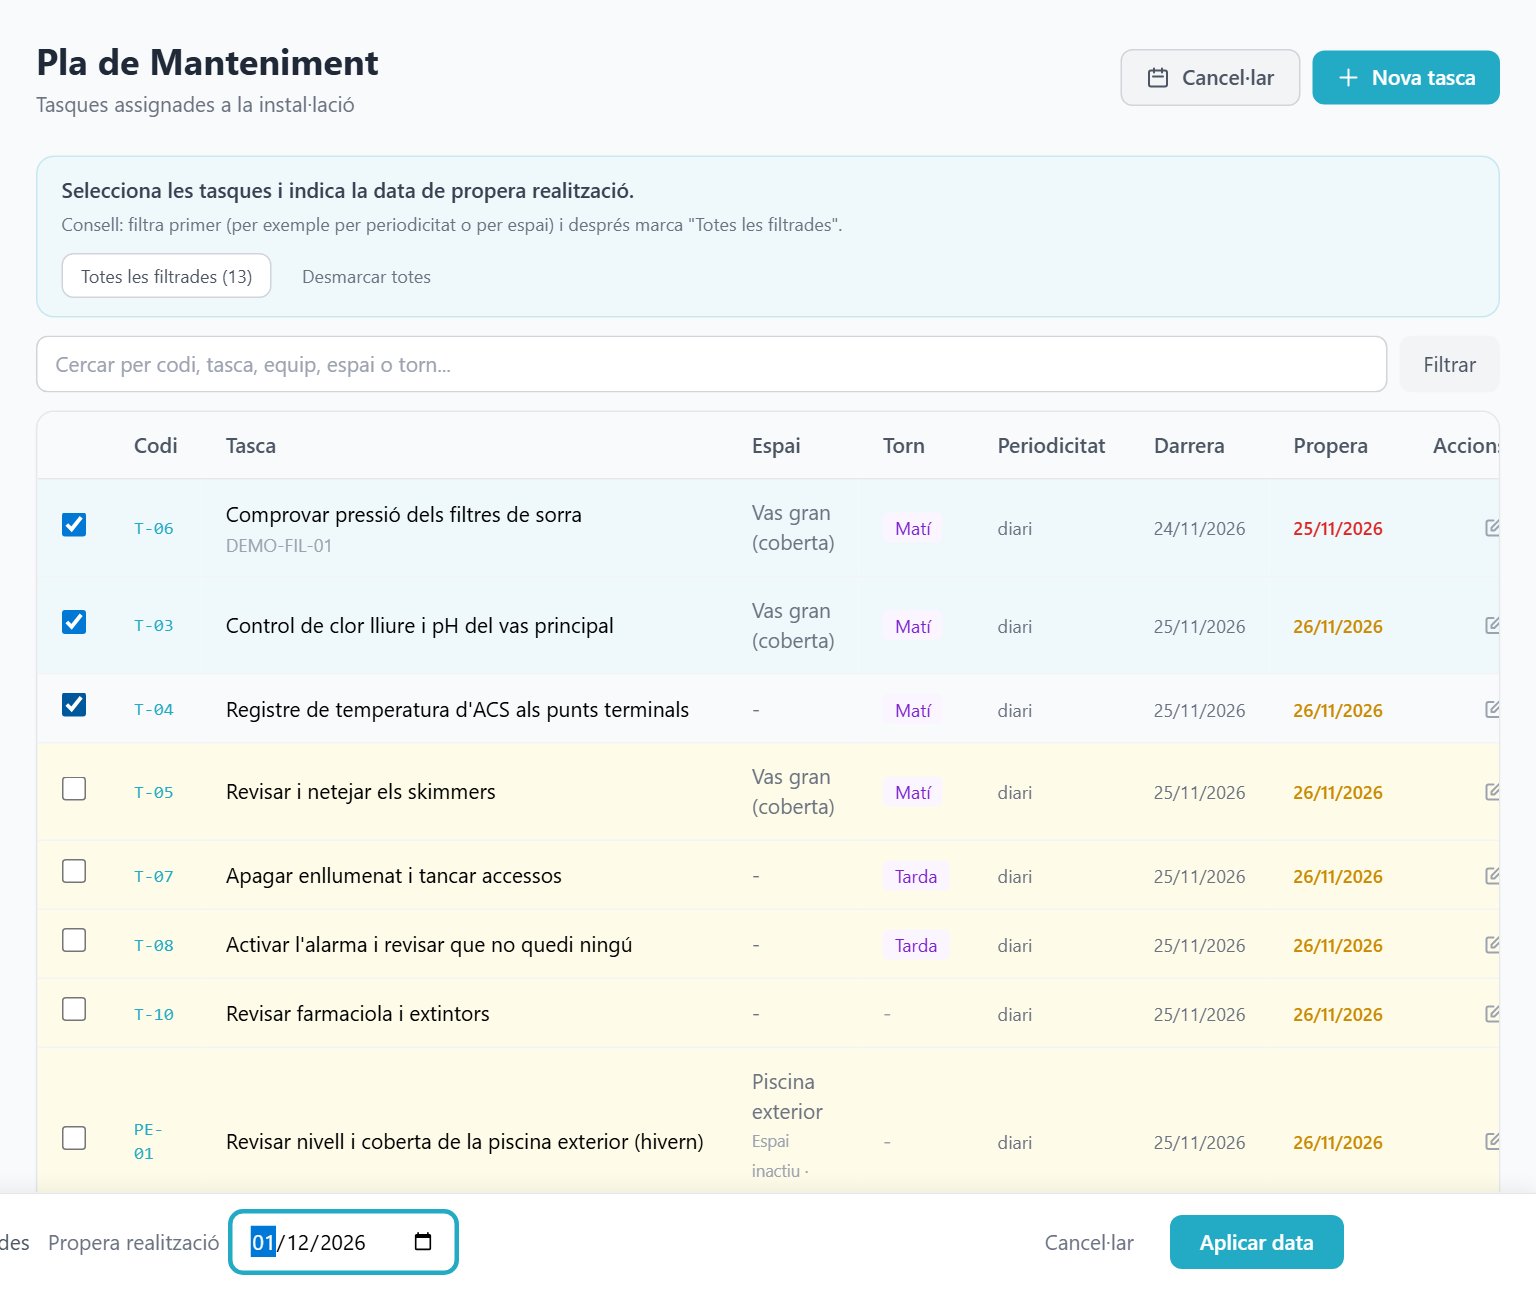 Pla de Manteniment
Tasques assignades a la instal·lació
Cancel·lar
Nova tasca
Selecciona les tasques i indica la data de propera realització.
Consell: filtra primer (per exemple per periodicitat o per espai) i després marca "Totes les filtrades".
Totes les filtrades (13)
Desmarcar totes
Cercar per codi, tasca, equip, espai o torn...
Filtrar
Codi Tasca Espai Torn Periodicitat Darrera Propera Accions
T-06 Comprovar pressió dels filtres de sorra
DEMO-FIL-01
Vas gran
(coberta)
Matí diari 24/11/2026 25/11/2026
T-03 Control de clor lliure i pH del vas principal
Vas gran
(coberta)
Matí diari 25/11/2026 26/11/2026
T-04 Registre de temperatura d'ACS als punts terminals - Matí diari 25/11/2026 26/11/2026
T-05 Revisar i netejar els skimmers
Vas gran
(coberta)
Matí diari 25/11/2026 26/11/2026
T-07 Apagar enllumenat i tancar accessos - Tarda diari 25/11/2026 26/11/2026
T-08 Activar l'alarma i revisar que no quedi ningú - Tarda diari 25/11/2026 26/11/2026
T-10 Revisar farmaciola i extintors - - diari 25/11/2026 26/11/2026
PE-
01
Revisar nivell i coberta de la piscina exterior (hivern)
Piscina
exterior
Espai
inactiu ·
- diari 25/11/2026 26/11/2026
des Propera realització 01/12/2026
Cancel·lar
Aplicar data